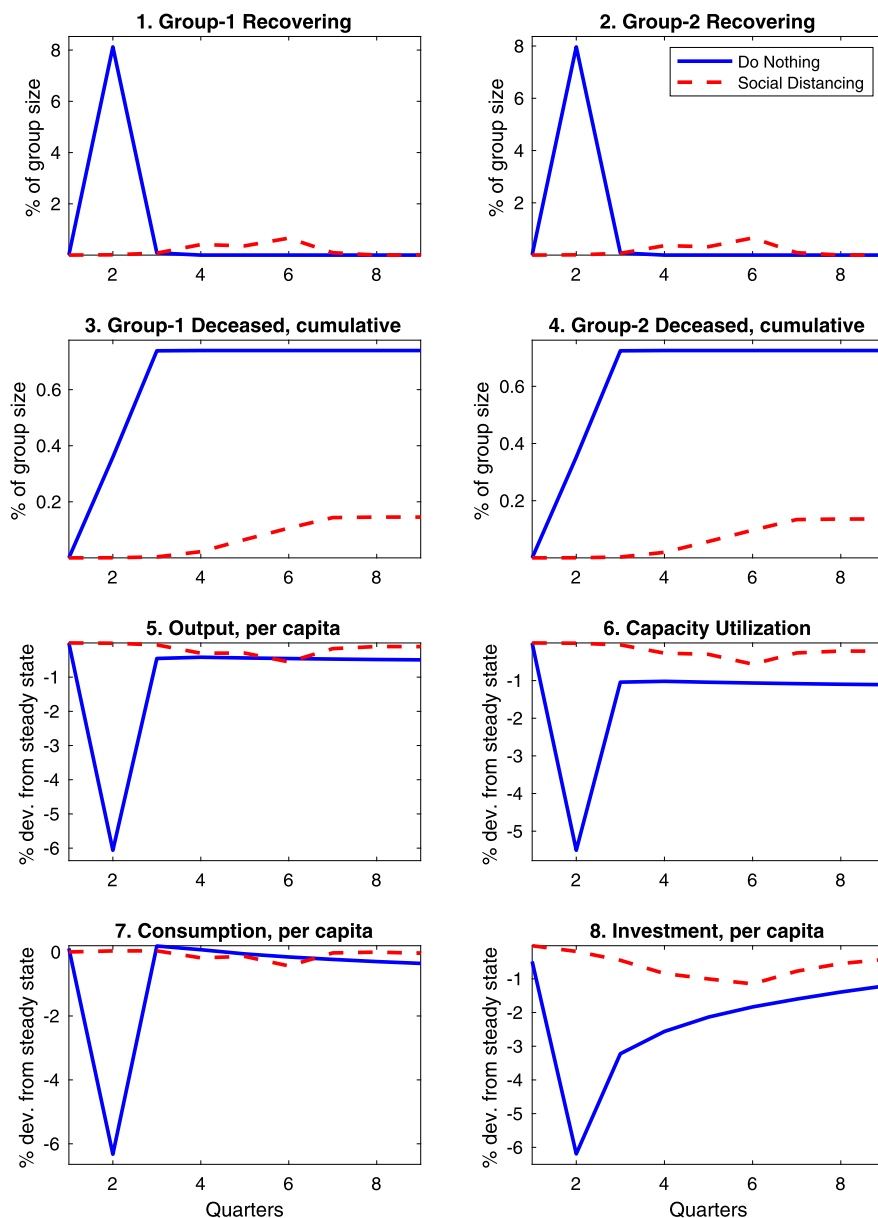 1. Group-1 Recovering
8
6
4
2
% of group size
2 4 6 8
2. Group-2 Recovering
Do Nothing
Social Distancing
8
6
4
2
% of group size
2 4 6 8
3. Group-1 Deceased, cumulative
0.6
0.4
0.2
% of group size
2 4 6 8
4. Group-2 Deceased, cumulative
0.6
0.4
0.2
% of group size
2 4 6 8
5. Output, per capita
-1
-2
-3
-4
-5
-6
% dev. from steady state
2 4 6 8
6. Capacity Utilization
-1
-2
-3
-4
-5
% dev. from steady state
2 4 6 8
7. Consumption, per capita
0
-2
-4
-6
% dev. from steady state
2 4 6 8
Quarters
8. Investment, per capita
-1
-2
-3
-4
-5
-6
% dev. from steady state
2 4 6 8
Quarters